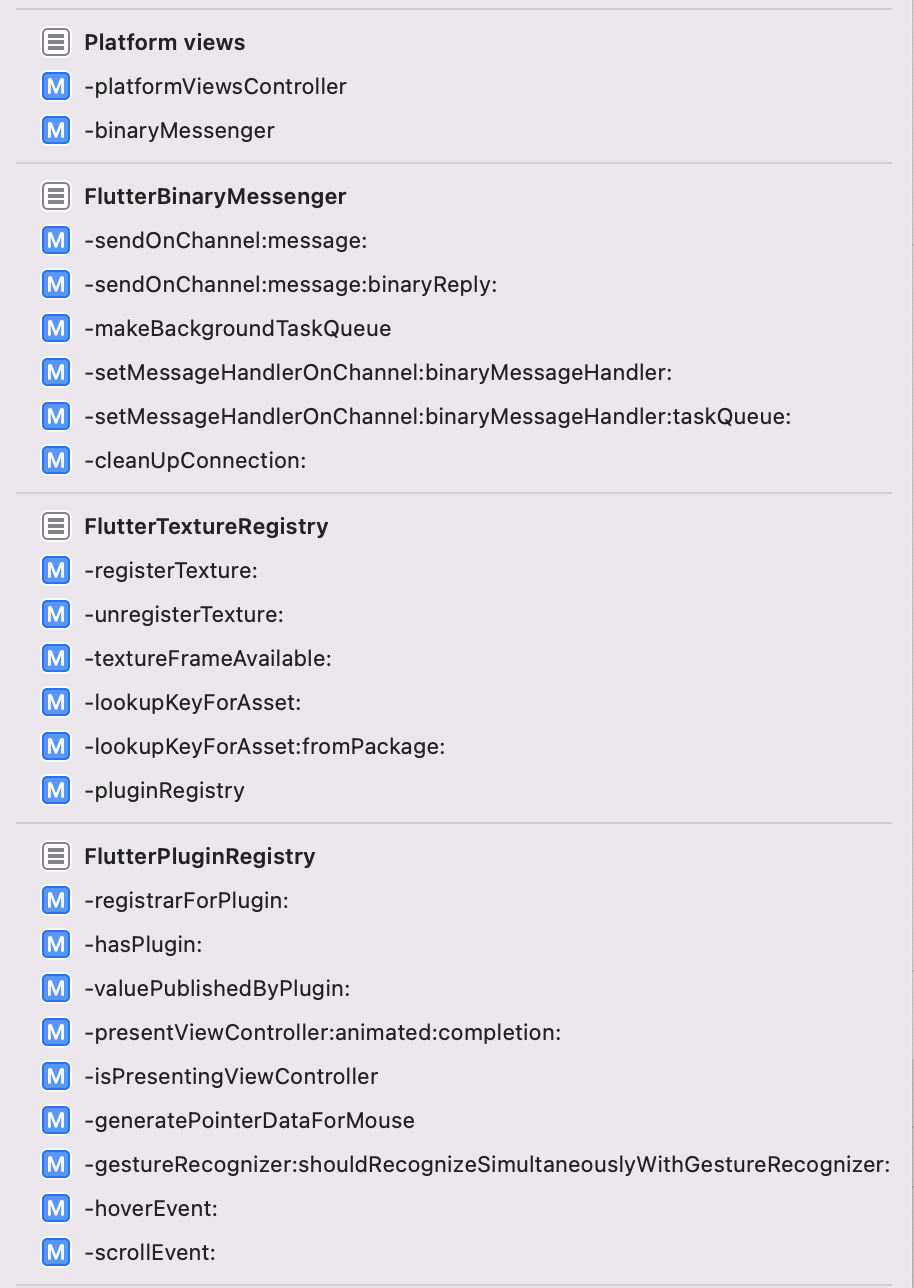 Platform views
M -platformViewsController
M -binaryMessenger
FlutterBinaryMessenger
M -sendOnChannel:message:
M -sendOnChannel:message:binaryReply:
M -makeBackgroundTaskQueue
M -setMessageHandlerOnChannel:binaryMessageHandler:
M -setMessageHandlerOnChannel:binaryMessageHandler:taskQueue:
M -cleanUpConnection:
FlutterTextureRegistry
M -registerTexture:
M -unregisterTexture:
M -textureFrameAvailable:
M -lookupKeyForAsset:
M -lookupKeyForAsset:fromPackage:
M -pluginRegistry
FlutterPluginRegistry
M -registrarForPlugin:
M -hasPlugin:
M -valuePublishedByPlugin:
M -presentViewController:animated:completion:
M -isPresentingViewController
M -generatePointerDataForMouse
M -gestureRecognizer:shouldRecognizeSimultaneouslyWithGestureRecognizer:
M -hoverEvent:
M -scrollEvent: